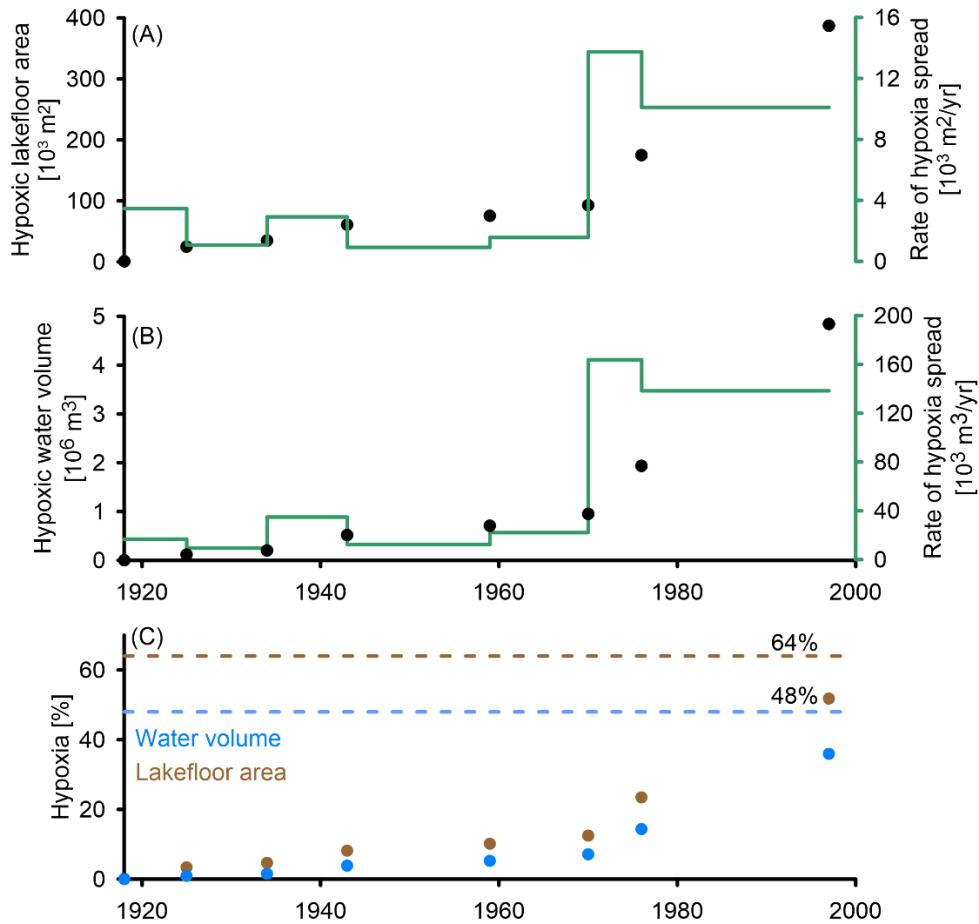 (A)
Hypoxic lakefloor area
[10³ m²]
400
300
200
100
0
16
12
8
4
0
Rate of hypoxia spread
[10³ m²/yr]
(B)
Hypoxic water volume
[10⁶ m³]
5
4
3
2
1
0
200
160
120
80
40
0
Rate of hypoxia spread
[10³ m³/yr]
1920 1940 1960 1980 2000
(C)
Hypoxia [%]
60
40
20
0
64%
48%
Water volume
Lakefloor area
1920 1940 1960 1980 2000